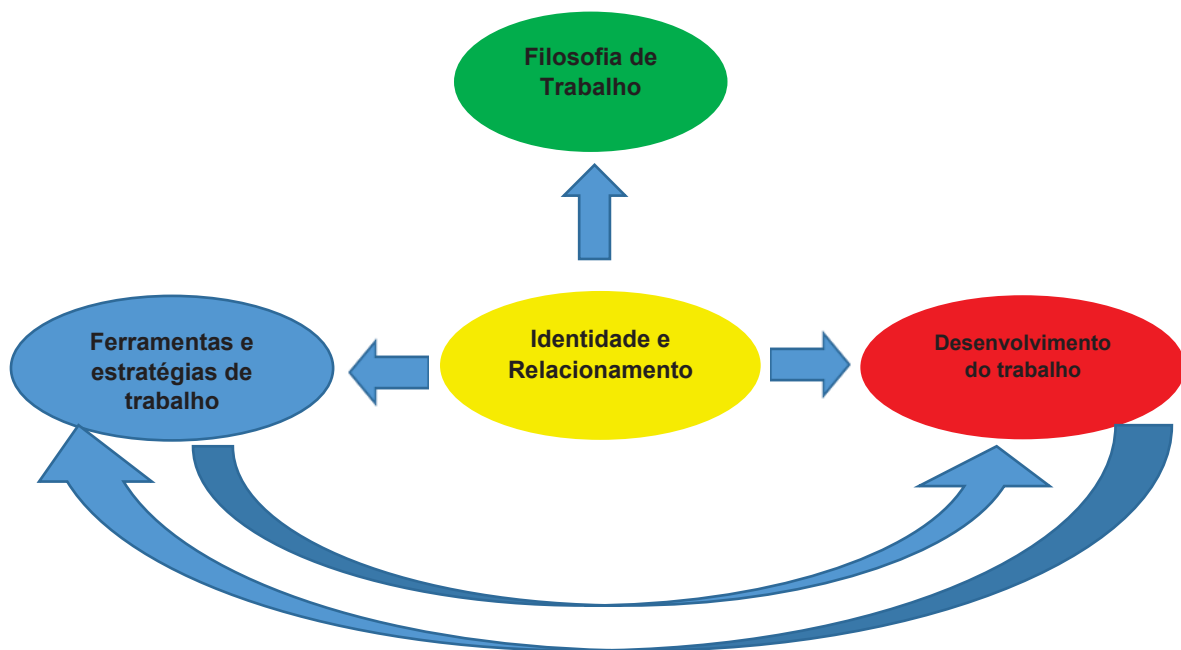 Filosofia de
Trabalho
Ferramentas e
estratégias de
trabalho
Identidade e
Relacionamento
Desenvolvimento
do trabalho